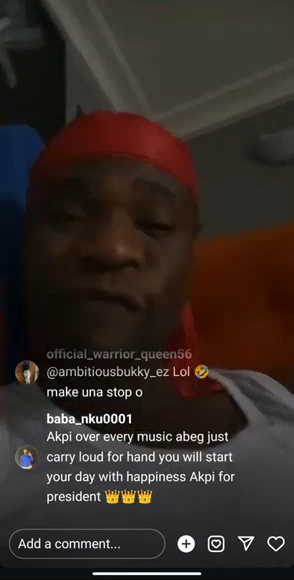 official_warrior_queen56
@ambitiousbukky_ez Lol 🤣
make una stop o
baba_nku0001
Akpi over every music abeg just
carry loud for hand you will start
your day with happiness Akpi for
president 👑👑👑
Add a comment...